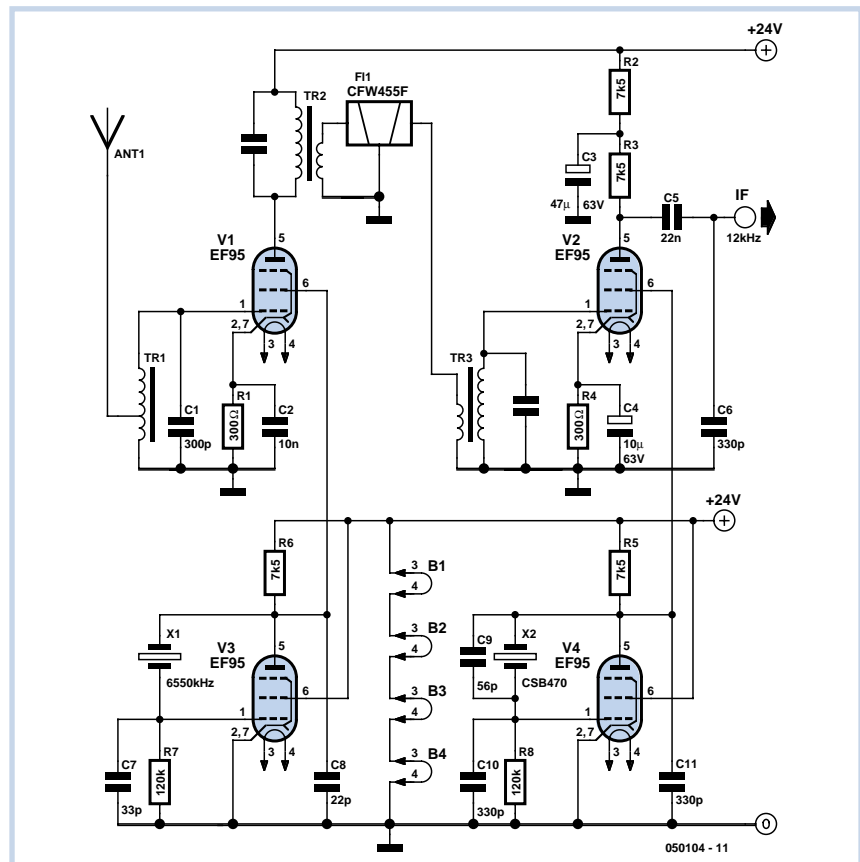 +24V
R2
7k5
FI1
CFW455F
TR2
ANT1
C3
47µ
63V
R3
7k5
C5
22n
IF
12kHz
V1
EF95
5
6
1
2,7
3
4
V2
EF95
5
6
1
2,7
3
4
TR1
C1
300p
R1
300Ω
C2
10n
TR3
R4
300Ω
C4
10µ
63V
C6
330p
+24V
R6
7k5
3
4
B1
R5
7k5
X1
6550kHz
V3
EF95
5
6
1
2,7
3
4
3
4
B2
3
4
B3
3
4
B4
C9
56p
X2
CSB470
V4
EF95
5
6
1
2,7
3
4
C7
33p
R7
120k
C8
22p
C10
330p
R8
120k
C11
330p
0
050104 - 11